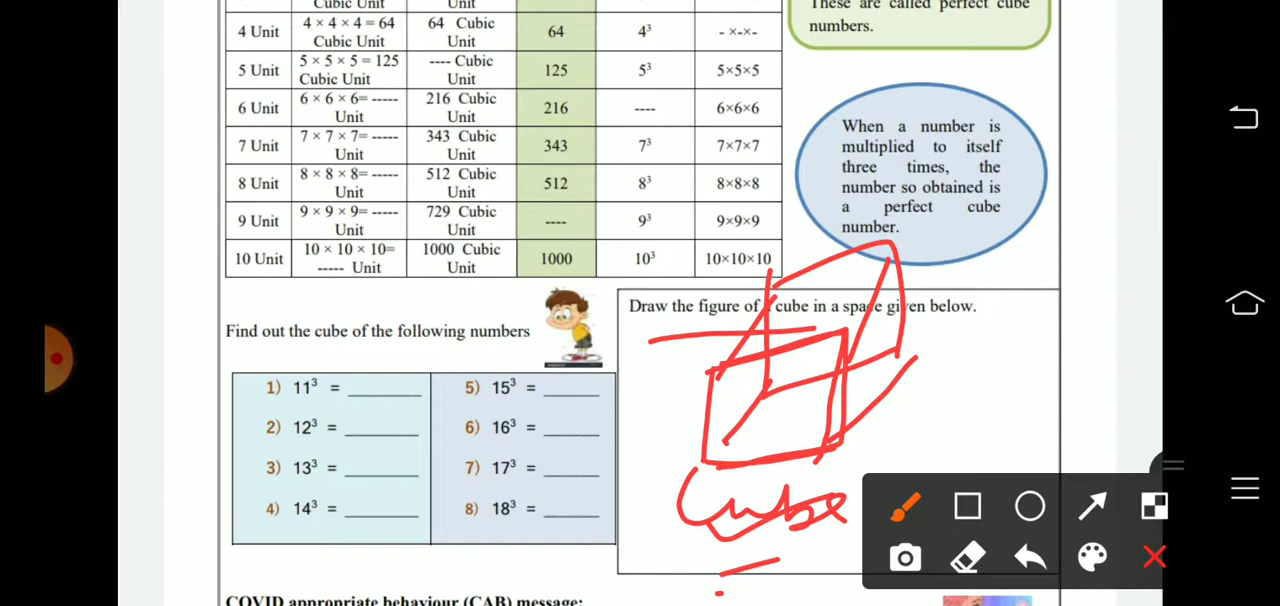 Cubic Unit
Unit
These are called perfect cube
numbers.
4 Unit
4 × 4 × 4 = 64
Cubic Unit
64 Cubic
Unit
64
4³
- ×-×-
5 Unit
5 × 5 × 5 = 125
Cubic Unit
---- Cubic
Unit
125
5³
5×5×5
6 Unit
6 × 6 × 6= -----
Unit
216 Cubic
Unit
216
----
6×6×6
7 Unit
7 × 7 × 7= -----
Unit
343 Cubic
Unit
343
7³
7×7×7
8 Unit
8 × 8 × 8= -----
Unit
512 Cubic
Unit
512
8³
8×8×8
9 Unit
9 × 9 × 9= -----
Unit
729 Cubic
Unit
----
9³
9×9×9
10 Unit
10 × 10 × 10=
----- Unit
1000 Cubic
Unit
1000
10³
10×10×10
When a number is
multiplied to itself
three times, the
number so obtained is
a perfect cube
number.
Find out the cube of the following numbers
1) 11³ = ________
2) 12³ = ________
3) 13³ = ________
4) 14³ = ________
5) 15³ = ______
6) 16³ = ______
7) 17³ = ______
8) 18³ = ______
Draw the figure of a cube in a space given below.
Cube
COVID appropriate behaviour (CAB) message: